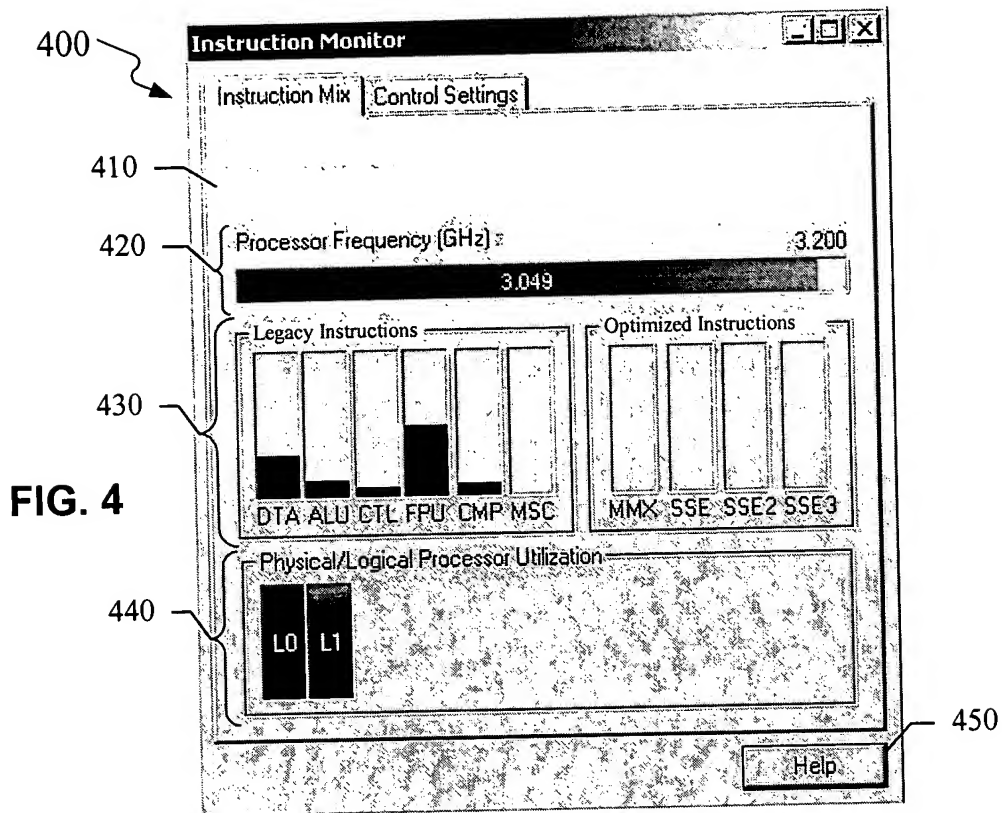 400
Instruction Monitor
Instruction Mix Control Settings
410
420
Processor Frequency (GHz) 3.200
3.049
430
Legacy Instructions Optimized Instructions
DTA ALU CTL FPU CMP MSC MMX SSE SSE2 SSE3
FIG. 4
440
Physical/Logical Processor Utilization
L0 L1
450
Help